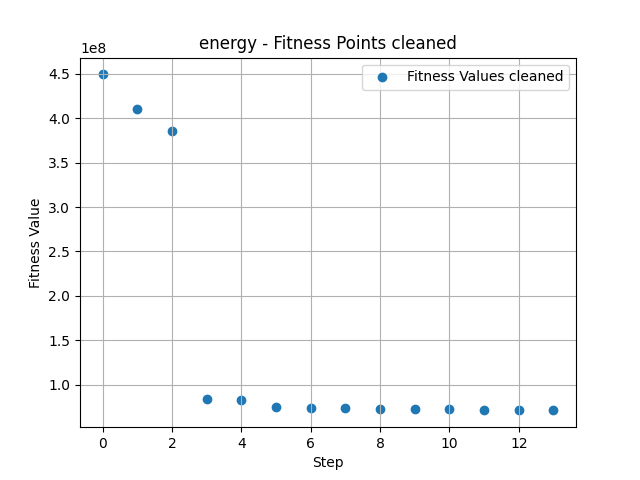 energy - Fitness Points cleaned
1e8
Fitness Values cleaned
4.5
4.0
3.5
3.0
2.5
2.0
1.5
1.0
Fitness Value
0 2 4 6 8 10 12
Step